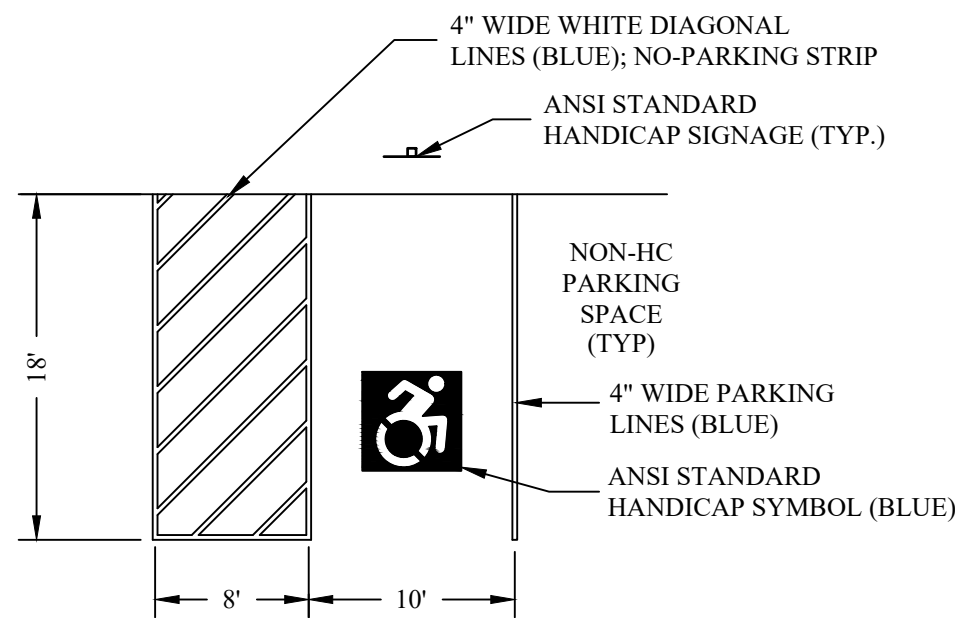 4" WIDE WHITE DIAGONAL
LINES (BLUE); NO-PARKING STRIP
ANSI STANDARD
HANDICAP SIGNAGE (TYP.)
NON-HC
PARKING
SPACE
(TYP)
18'
4" WIDE PARKING
LINES (BLUE)
ANSI STANDARD
HANDICAP SYMBOL (BLUE)
8'
10'